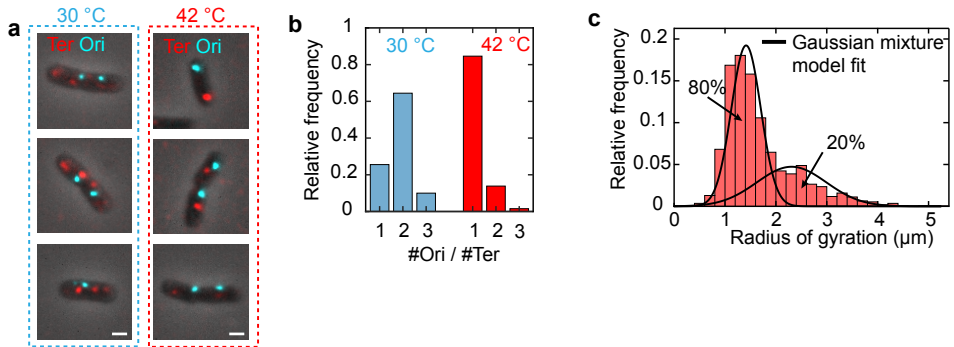 a
30 °C
42 °C
Ter Ori
Ter Ori
b
Relative frequency
1
0.8
0.6
0.4
0.2
0
30 °C
42 °C
1 2 3 1 2 3
#Ori / #Ter
c
Relative frequency
0.2
0.15
0.1
0.05
0
Gaussian mixture
model fit
80%
20%
0 1 2 3 4 5
Radius of gyration (μm)